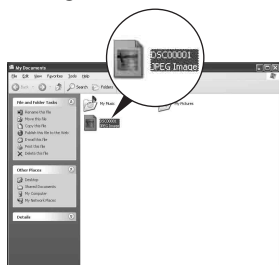 My Documents
File Edit View Favorites Tools Help
Back Search Folders
File and Folder Tasks
Rename this file
Move this file
Copy this file
Publish this file to the Web
E-mail this file
Print this file
Delete this file
Other Places
Desktop
Shared Documents
My Computer
My Network Places
Details
My Music
My Pictures
DSC00001
JPEG Image
DSC00001
JPEG Image